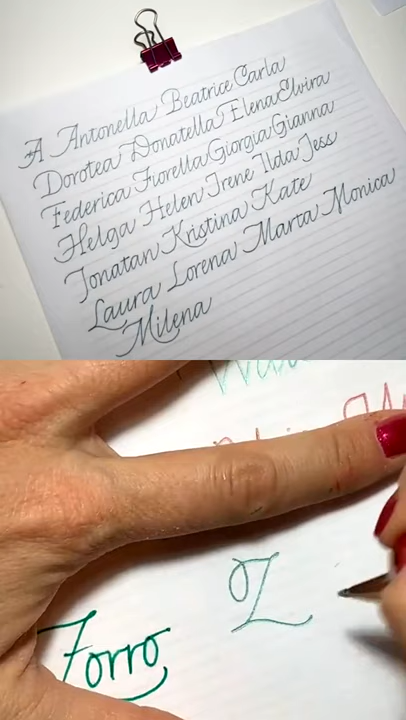 A Antonella Beatrice Carla
Dorotea Donatella Elena Elvira
Federica Fiorella Giorgia Gianna
Helga Helen Irene Ilda Jess
Jonatan Kristina Kate
Laura Lorena Marta Monica
Milena
Z
Zorro